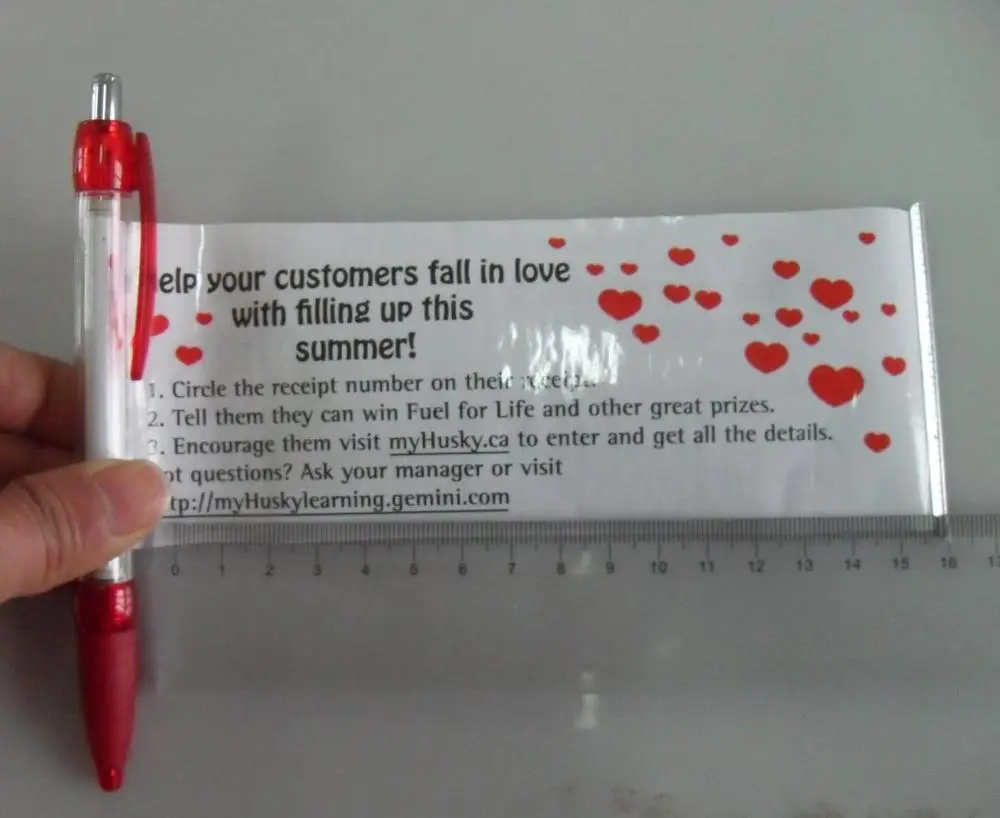 elp your customers fall in love
with filling up this
summer!
1. Circle the receipt number on their receipt.
2. Tell them they can win Fuel for Life and other great prizes.
3. Encourage them visit myHusky.ca to enter and get all the details.
ot questions? Ask your manager or visit
tp://myHuskylearning.gemini.com
0 1 2 3 4 5 6 7 8 9 10 11 12 13 14 15 16